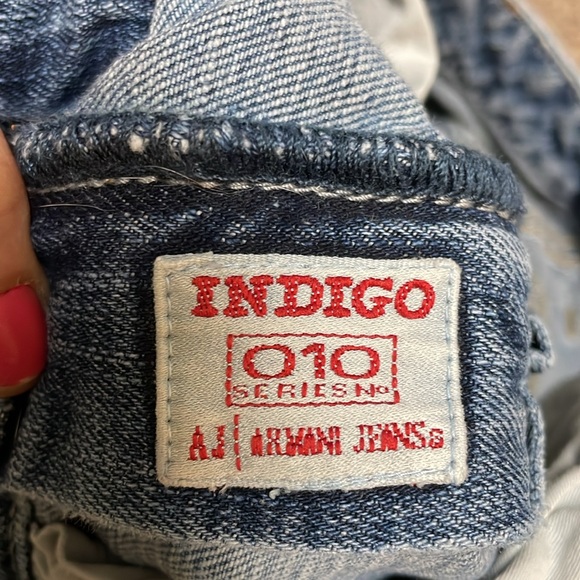 INDIGO
010
SERIES No
AJ | ARMANI JEANS®